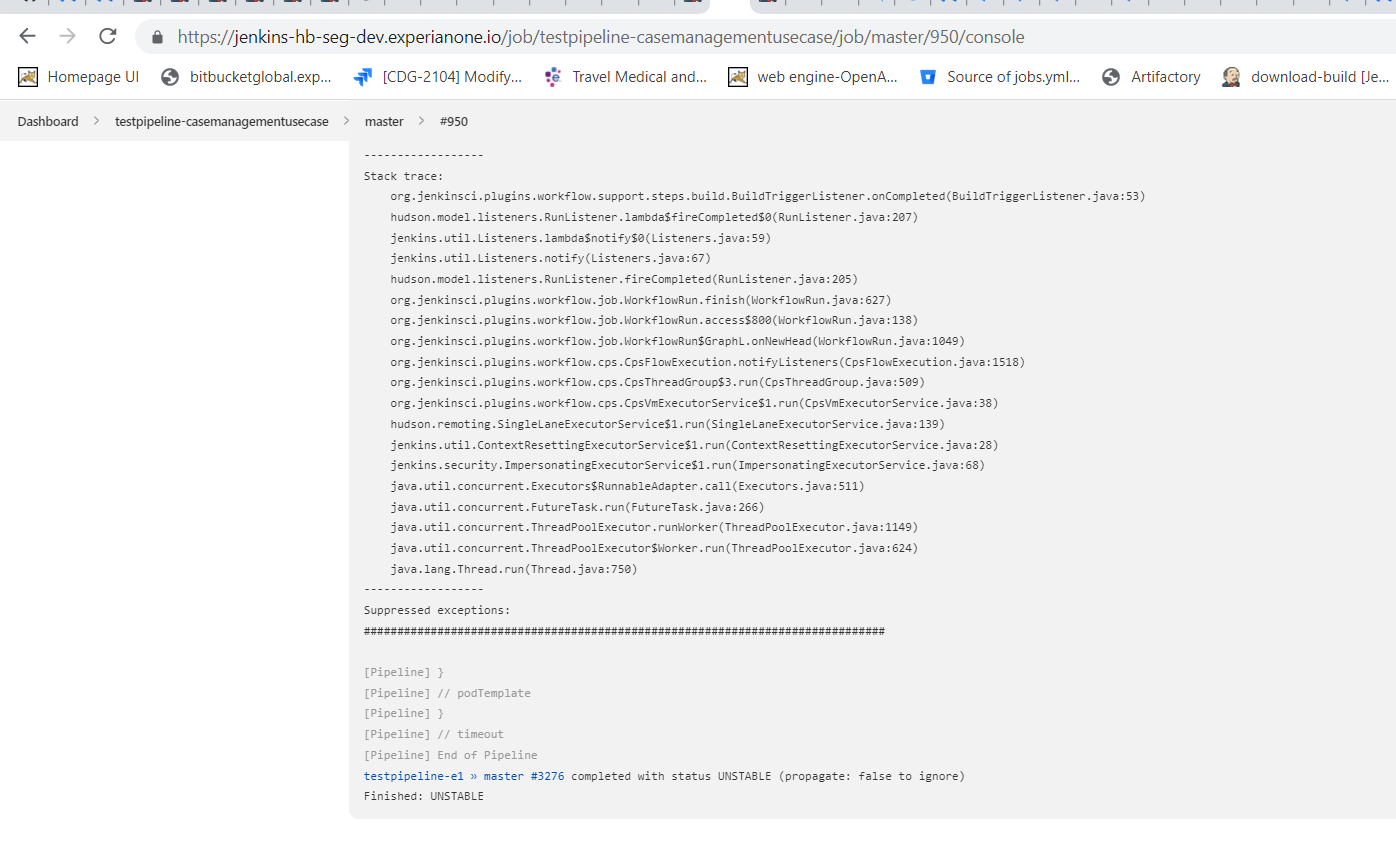 https://jenkins-hb-seg-dev.experianone.io/job/testpipeline-casemanagementusecase/job/master/950/console
Homepage UI bitbucketglobal.exp... [CDG-2104] Modify... Travel Medical and... web engine-OpenA... Source of jobs.yml... Artifactory download-build [Je...
Dashboard > testpipeline-casemanagementusecase > master > #950
------------------
Stack trace:
org.jenkinsci.plugins.workflow.support.steps.build.BuildTriggerListener.onCompleted(BuildTriggerListener.java:53)
hudson.model.listeners.RunListener.lambda$fireCompleted$0(RunListener.java:207)
jenkins.util.Listeners.lambda$notify$0(Listeners.java:59)
jenkins.util.Listeners.notify(Listeners.java:67)
hudson.model.listeners.RunListener.fireCompleted(RunListener.java:205)
org.jenkinsci.plugins.workflow.job.WorkflowRun.finish(WorkflowRun.java:627)
org.jenkinsci.plugins.workflow.job.WorkflowRun.access$800(WorkflowRun.java:138)
org.jenkinsci.plugins.workflow.job.WorkflowRun$GraphL.onNewHead(WorkflowRun.java:1049)
org.jenkinsci.plugins.workflow.cps.CpsFlowExecution.notifyListeners(CpsFlowExecution.java:1518)
org.jenkinsci.plugins.workflow.cps.CpsThreadGroup$3.run(CpsThreadGroup.java:509)
org.jenkinsci.plugins.workflow.cps.CpsVmExecutorService$1.run(CpsVmExecutorService.java:38)
hudson.remoting.SingleLaneExecutorService$1.run(SingleLaneExecutorService.java:139)
jenkins.util.ContextResettingExecutorService$1.run(ContextResettingExecutorService.java:28)
jenkins.security.ImpersonatingExecutorService$1.run(ImpersonatingExecutorService.java:68)
java.util.concurrent.Executors$RunnableAdapter.call(Executors.java:511)
java.util.concurrent.FutureTask.run(FutureTask.java:266)
java.util.concurrent.ThreadPoolExecutor.runWorker(ThreadPoolExecutor.java:1149)
java.util.concurrent.ThreadPoolExecutor$Worker.run(ThreadPoolExecutor.java:624)
java.lang.Thread.run(Thread.java:750)
------------------
Suppressed exceptions:
##############################################################################
[Pipeline] }
[Pipeline] // podTemplate
[Pipeline] }
[Pipeline] // timeout
[Pipeline] End of Pipeline
testpipeline-e1 » master #3276 completed with status UNSTABLE (propagate: false to ignore)
Finished: UNSTABLE